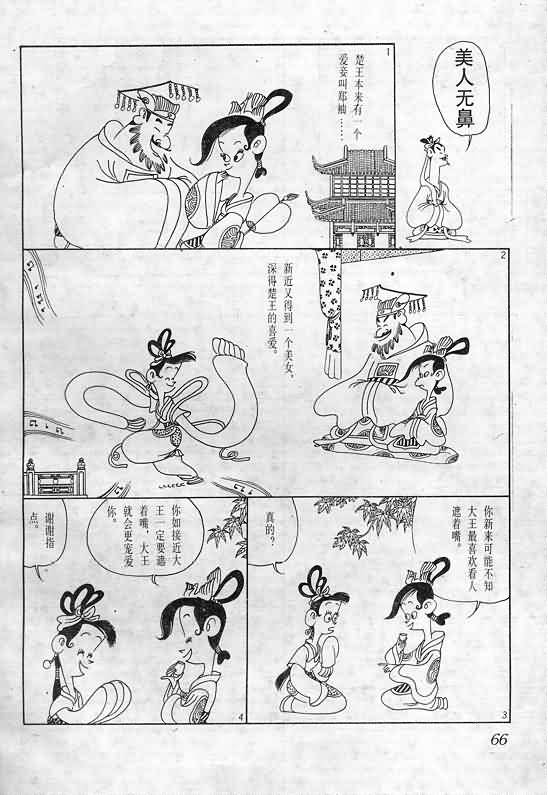 美人无鼻
1
楚王本来有一个
爱妾叫郑袖……
2
新近又得到一个美女,
深得楚王的喜爱。
3
你新来可能不知
大王最喜欢看人
遮着嘴。
真的?
4
你如接近大
王一定要遮
着嘴,大王
就会更宠爱
你。
谢谢指
点。
66